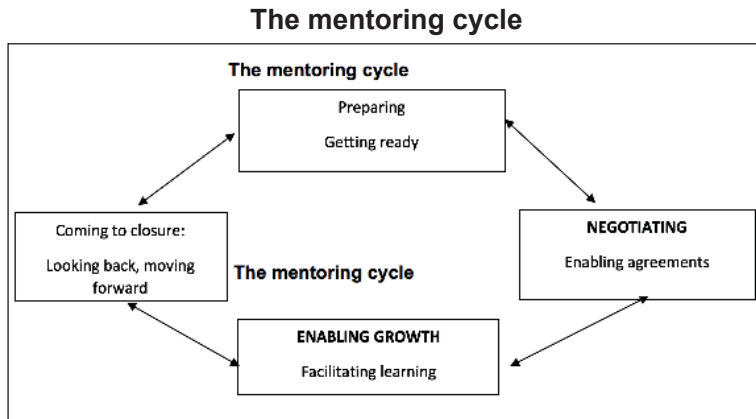 The mentoring cycle
The mentoring cycle
Preparing
Getting ready
Coming to closure:
Looking back, moving
forward
The mentoring cycle
NEGOTIATING
Enabling agreements
ENABLING GROWTH
Facilitating learning